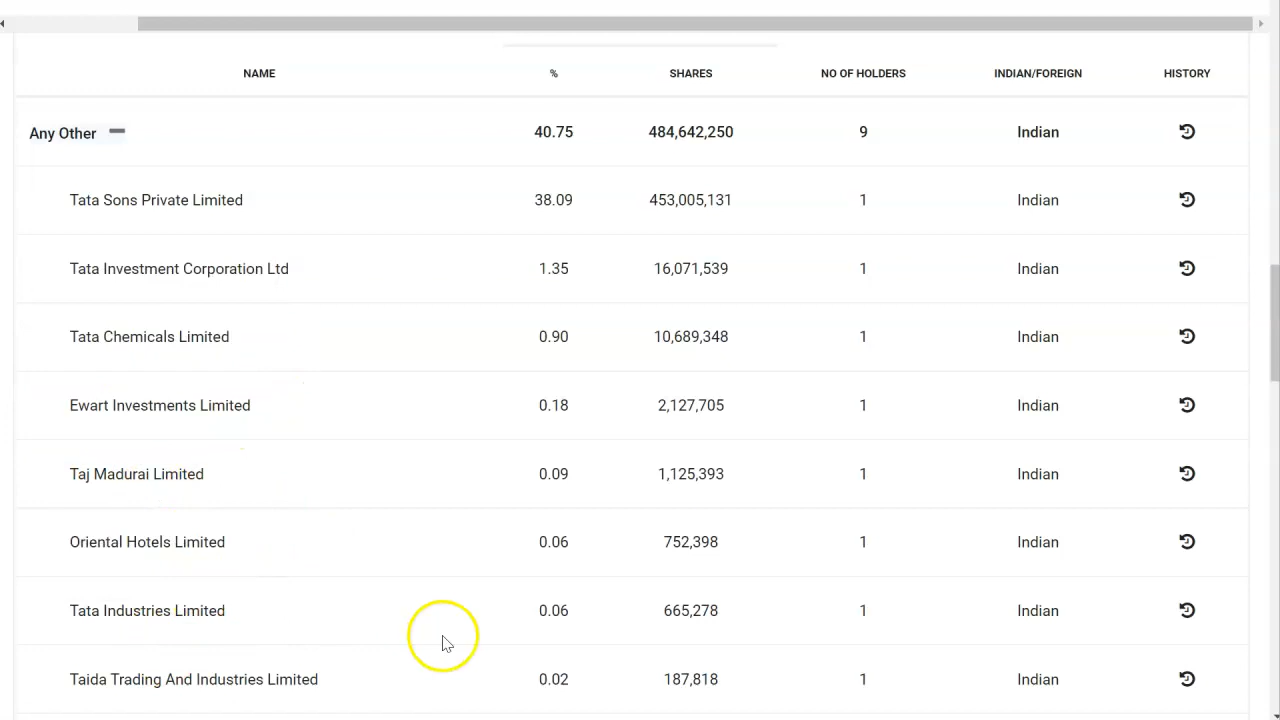 NAME % SHARES NO OF HOLDERS INDIAN/FOREIGN HISTORY
Any Other 40.75 484,642,250 9 Indian
Tata Sons Private Limited 38.09 453,005,131 1 Indian
Tata Investment Corporation Ltd 1.35 16,071,539 1 Indian
Tata Chemicals Limited 0.90 10,689,348 1 Indian
Ewart Investments Limited 0.18 2,127,705 1 Indian
Taj Madurai Limited 0.09 1,125,393 1 Indian
Oriental Hotels Limited 0.06 752,398 1 Indian
Tata Industries Limited 0.06 665,278 1 Indian
Taida Trading And Industries Limited 0.02 187,818 1 Indian